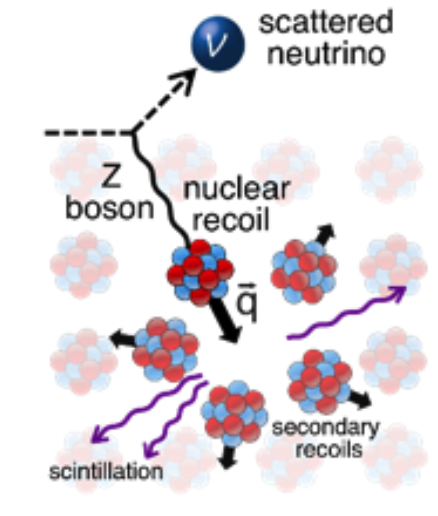 scattered
neutrino
ν
Z
boson
nuclear
recoil
q⃗
secondary
recoils
scintillation